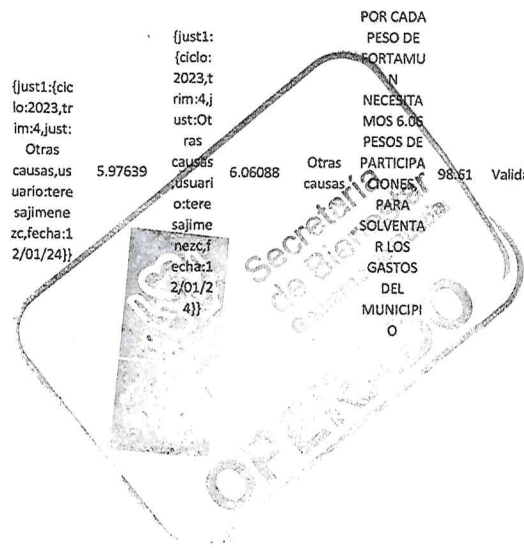 {just1:{cic
lo:2023,tr
im:4,just:
Otras
causas,us
uario:tere
sajimene
zc,fecha:1
2/01/24}}
5.97639
{just1:
{ciclo:
2023,t
rim:4,j
ust:Ot
ras
causas
,usuari
o:tere
sajime
nezc,f
echa:1
2/01/2
4}}
6.06088
Otras
causas
POR CADA
PESO DE
FORTAMU
N
NECESITA
MOS 6.06
PESOS DE
PARTICIPA
CIONES,
PARA
SOLVENTA
R LOS
GASTOS
DEL
MUNICIPI
O
98.61
Valida
Secretaría
de Bienestar